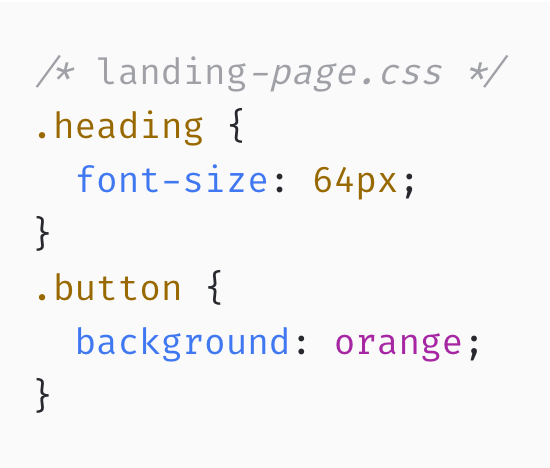 /* landing-page.css */
.heading {
  font-size: 64px;
}
.button {
  background: orange;
}